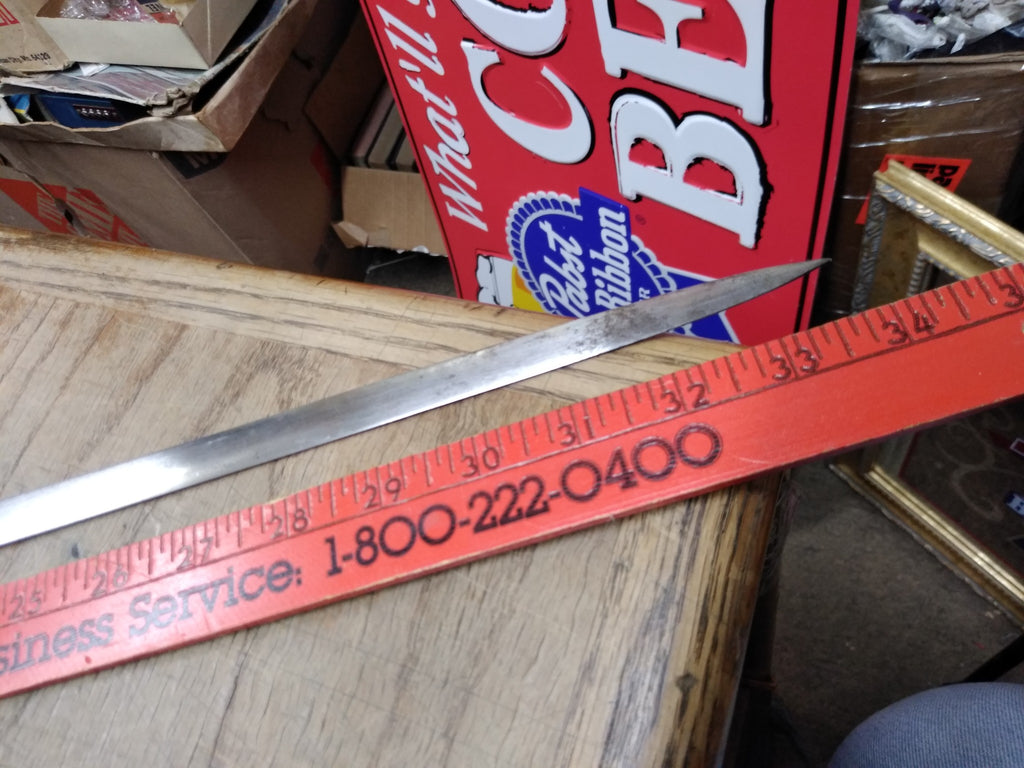 What'll
CO
BE
Pabst
Ribbon
25 26 27 28 29 30 31 32 33 34
siness Service: 1-800-222-0400